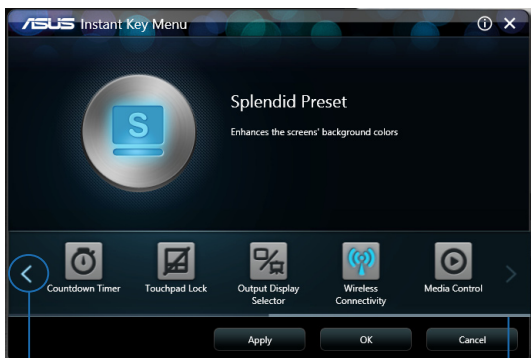 ASUS Instant Key Menu
S
Splendid Preset
Enhances the screens' background colors
Countdown Timer
Touchpad Lock
Output Display
Selector
Wireless
Connectivity
Media Control
Apply
OK
Cancel